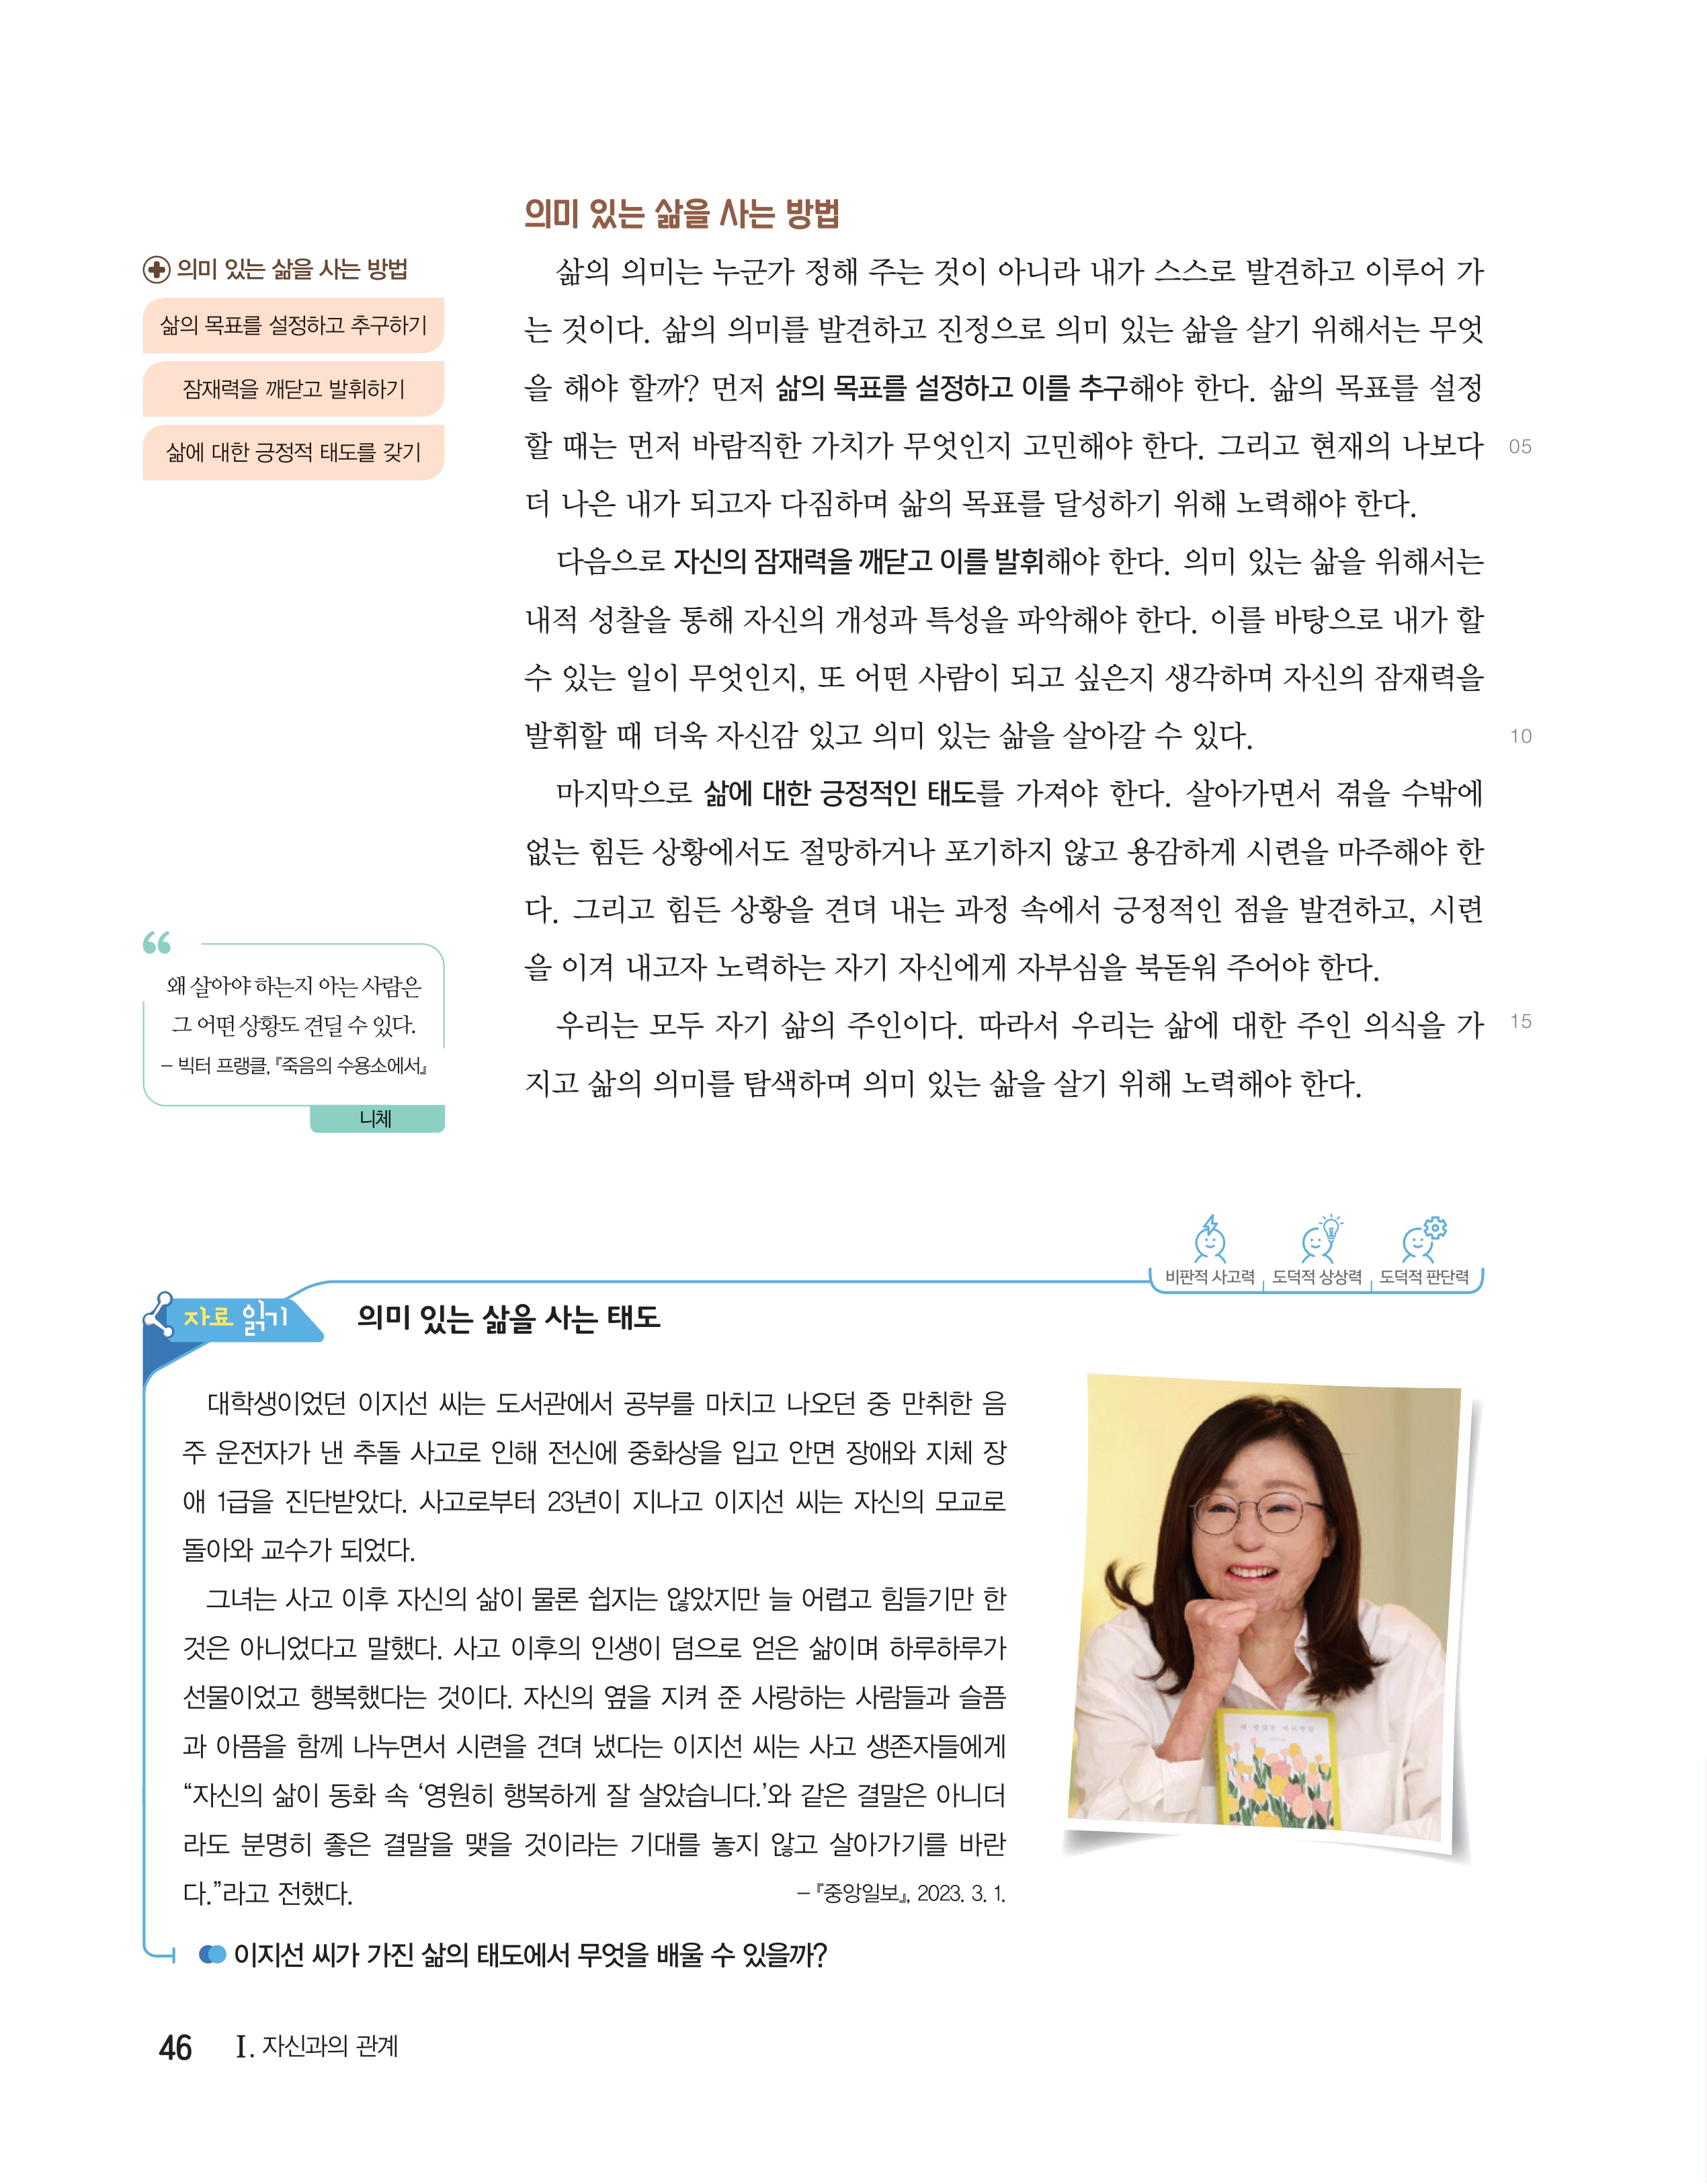 의미 있는 삶을 사는 방법
삶의 의미는 누군가 정해 주는 것이 아니라 내가 스스로 발견하고 이루어 가
는 것이다. 삶의 의미를 발견하고 진정으로 의미 있는 삶을 살기 위해서는 무엇
을 해야 할까? 먼저 삶의 목표를 설정하고 이를 추구해야 한다. 삶의 목표를 설정
할 때는 먼저 바람직한 가치가 무엇인지 고민해야 한다. 그리고 현재의 나보다
05
더 나은 내가 되고자 다짐하며 삶의 목표를 달성하기 위해 노력해야 한다.
다음으로 자신의 잠재력을 깨닫고 이를 발휘해야 한다. 의미 있는 삶을 위해서는
내적 성찰을 통해 자신의 개성과 특성을 파악해야 한다. 이를 바탕으로 내가 할
수 있는 일이 무엇인지, 또 어떤 사람이 되고 싶은지 생각하며 자신의 잠재력을
발휘할 때 더욱 자신감 있고 의미 있는 삶을 살아갈 수 있다.
10
마지막으로 삶에 대한 긍정적인 태도를 가져야 한다. 살아가면서 겪을 수밖에
없는 힘든 상황에서도 절망하거나 포기하지 않고 용감하게 시련을 마주해야 한
다. 그리고 힘든 상황을 견뎌 내는 과정 속에서 긍정적인 점을 발견하고, 시련
을 이겨 내고자 노력하는 자기 자신에게 자부심을 북돋워 주어야 한다.
우리는 모두 자기 삶의 주인이다. 따라서 우리는 삶에 대한 주인 의식을 가
15
지고 삶의 의미를 탐색하며 의미 있는 삶을 살기 위해 노력해야 한다.
의미 있는 삶을 사는 방법
삶의 목표를 설정하고 추구하기
잠재력을 깨닫고 발휘하기
삶에 대한 긍정적 태도를 갖기
“
왜 살아야 하는지 아는 사람은
그 어떤 상황도 견딜 수 있다.
– 빅터 프랭클, 『죽음의 수용소에서』
니체
비판적 사고력
도덕적 상상력
도덕적 판단력
자료 읽기
의미 있는 삶을 사는 태도
대학생이었던 이지선 씨는 도서관에서 공부를 마치고 나오던 중 만취한 음
주 운전자가 낸 추돌 사고로 인해 전신에 중화상을 입고 안면 장애와 지체 장
애 1급을 진단받았다. 사고로부터 23년이 지나고 이지선 씨는 자신의 모교로
돌아와 교수가 되었다.
그녀는 사고 이후 자신의 삶이 물론 쉽지는 않았지만 늘 어렵고 힘들기만 한
것은 아니었다고 말했다. 사고 이후의 인생이 덤으로 얻은 삶이며 하루하루가
선물이었고 행복했다는 것이다. 자신의 옆을 지켜 준 사랑하는 사람들과 슬픔
과 아픔을 함께 나누면서 시련을 견뎌 냈다는 이지선 씨는 사고 생존자들에게
“자신의 삶이 동화 속 ‘영원히 행복하게 잘 살았습니다.’와 같은 결말은 아니더
라도 분명히 좋은 결말을 맺을 것이라는 기대를 놓지 않고 살아가기를 바란
다.”라고 전했다.
– 『중앙일보』, 2023. 3. 1.
이지선 씨가 가진 삶의 태도에서 무엇을 배울 수 있을까?
46
Ⅰ. 자신과의 관계